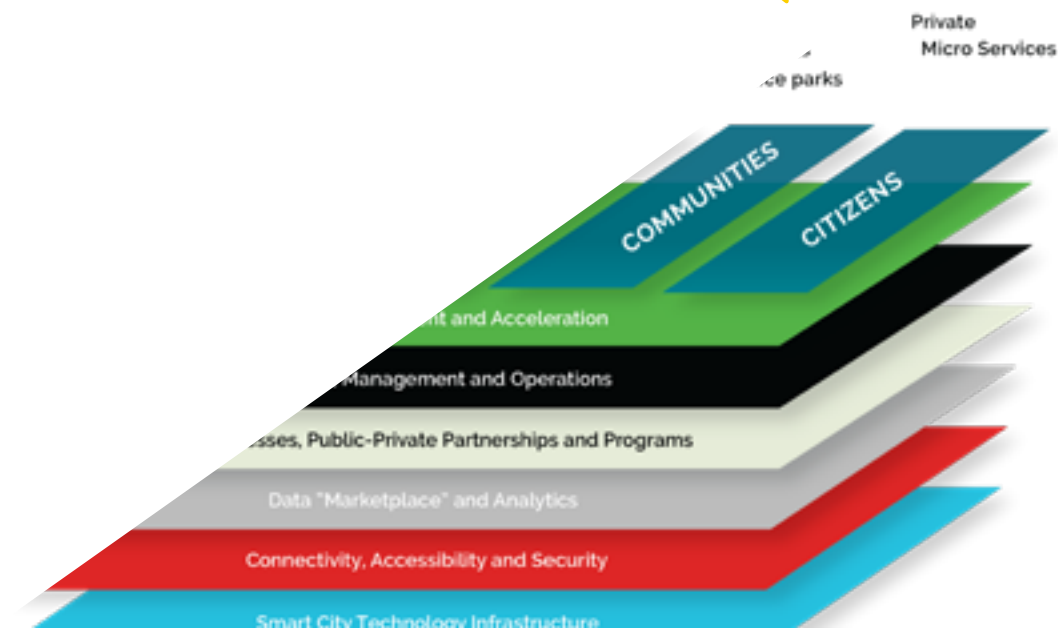 Private
Micro Services
parks
COMMUNITIES
CITIZENS
and Acceleration
Management and Operations
Public-Private Partnerships and Programs
Data "Marketplace" and Analytics
Connectivity, Accessibility and Security
Smart City Technology Infrastructure